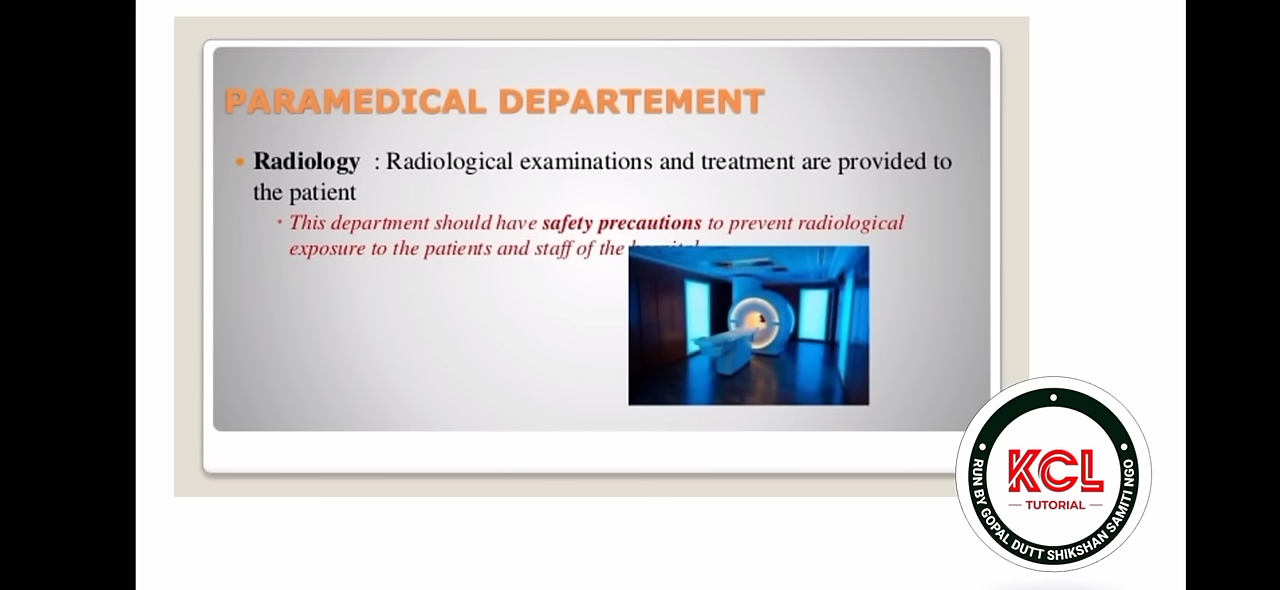 PARAMEDICAL DEPARTEMENT
• Radiology : Radiological examinations and treatment are provided to
the patient
• This department should have safety precautions to prevent radiological
exposure to the patients and staff of the
KCL
TUTORIAL
RUN BY GOPAL DUTT SHIKSHAN SAMITI NGO